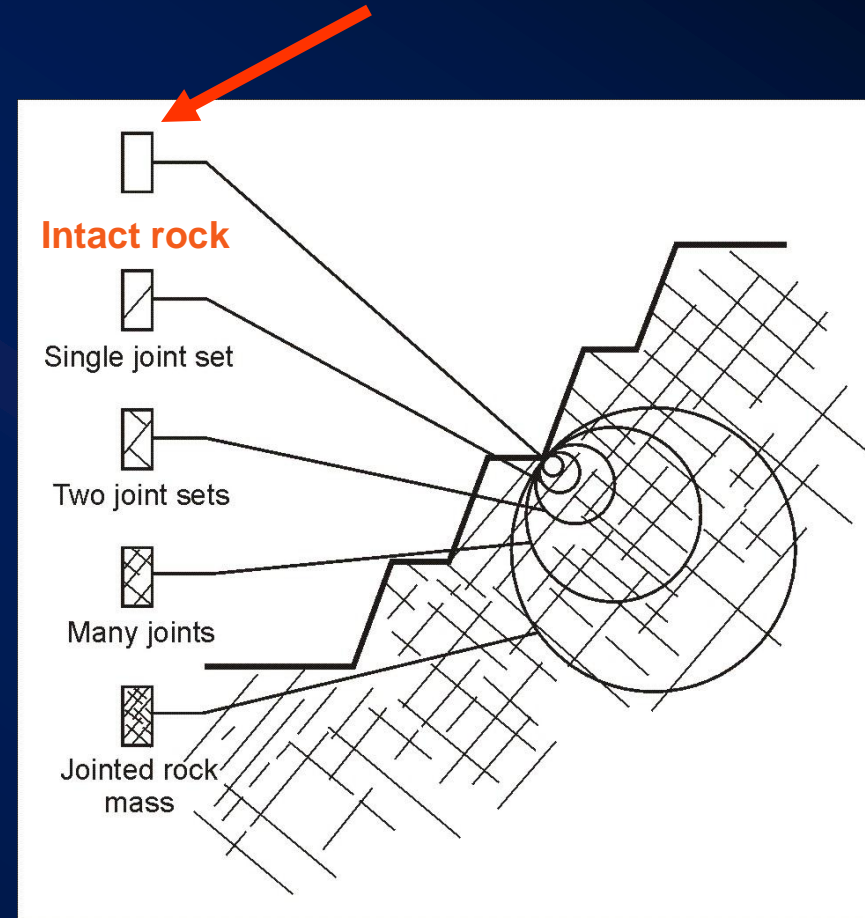 Intact rock
Single joint set
Two joint sets
Many joints
Jointed rock
mass